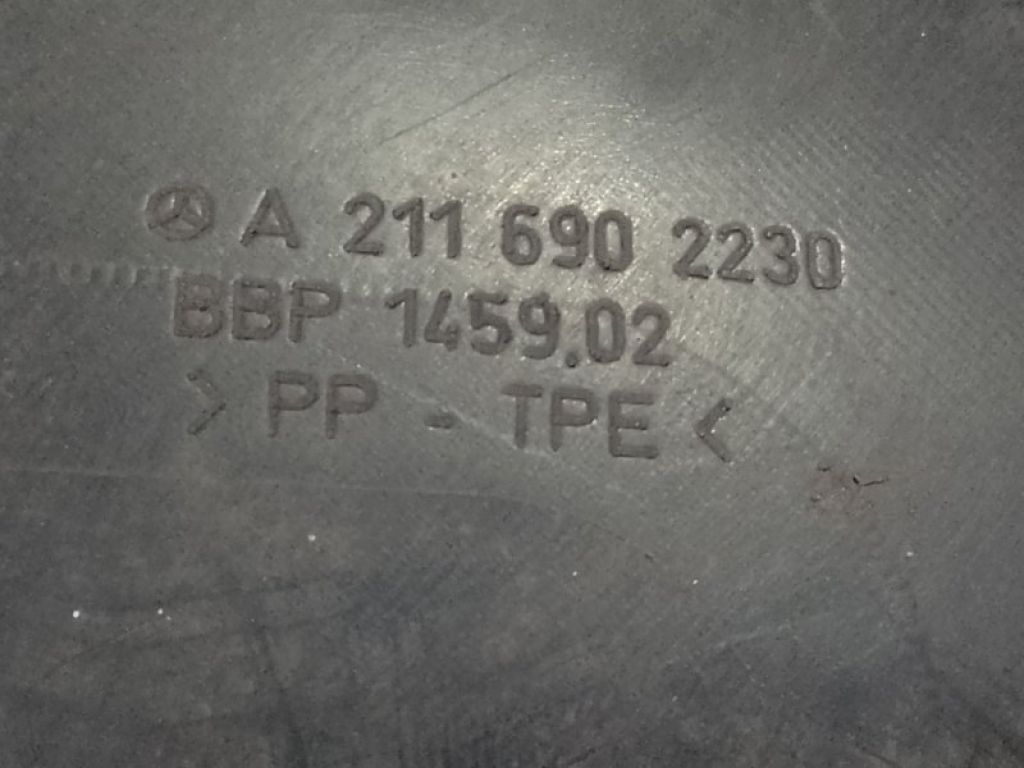 A 211 690 2230
BBP 1459.02
> PP - TPE <